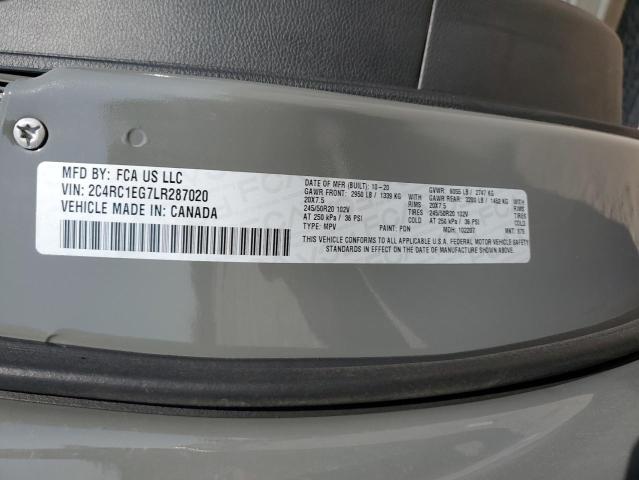 MFD BY: FCA US LLC
VIN: 2C4RC1EG7LR287020
VEHICLE MADE IN: CANADA
DATE OF MFR (BUILT): 10-20 GVWR: 6055 LB / 2747 KG
GAWR FRONT: 2950 LB / 1339 KG WITH GAWR REAR: 3200 LB / 1452 KG WITH
20X7.5 RIMS 20X7.5 RIMS
245/50R20 102V TIRES 245/50R20 102V TIRES
AT 250 kPa / 36 PSI COLD AT 250 kPa / 36 PSI COLD
TYPE: MPV PAINT: PDN MDH: 102207 MNT: 575
THIS VEHICLE CONFORMS TO ALL APPLICABLE U.S.A. FEDERAL MOTOR VEHICLE SAFETY
STANDARDS IN EFFECT ON THE DATE OF MANUFACTURE SHOWN ABOVE.